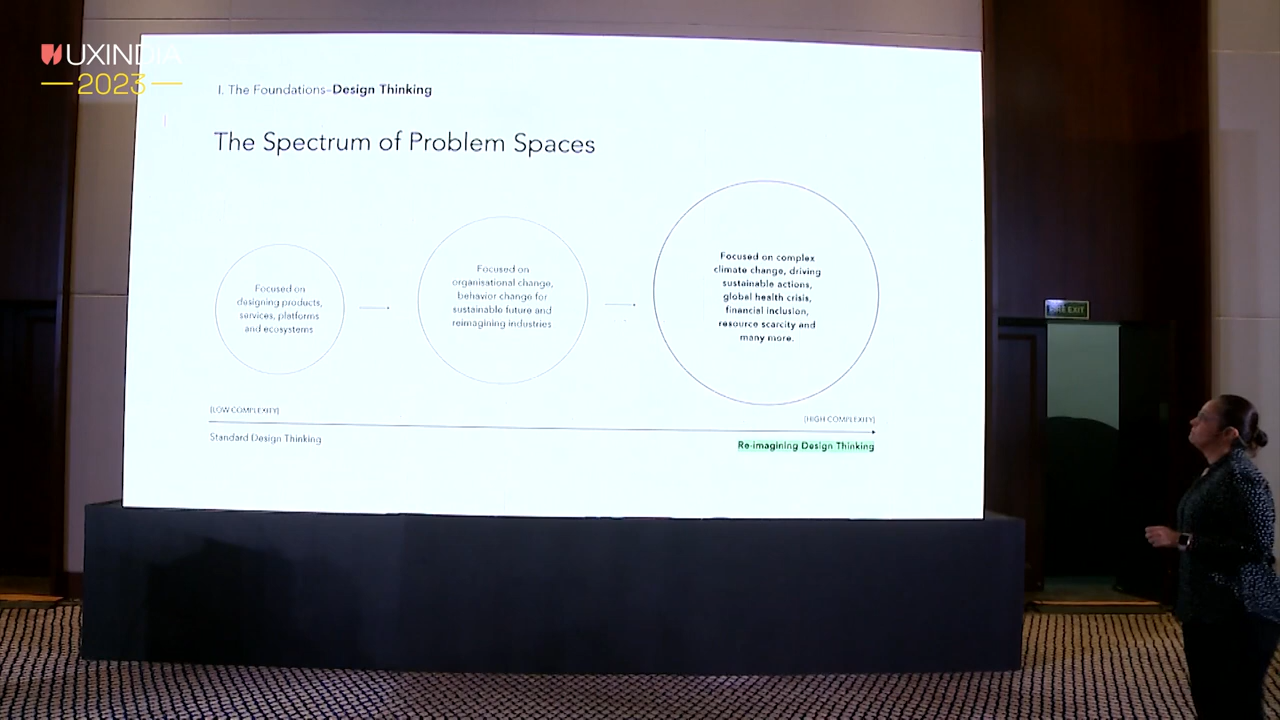 UXINDIA
2023
I. The Foundations–Design Thinking
The Spectrum of Problem Spaces
Focused on
designing products,
services, platforms
and ecosystems
Focused on
organisational change,
behavior change for
sustainable future and
reimagining industries
Focused on complex
climate change, driving
sustainable actions,
global health crisis,
financial inclusion,
resource scarcity and
many more.
[LOW COMPLEXITY]
[HIGH COMPLEXITY]
Standard Design Thinking
Re-imagining Design Thinking
FIRE EXIT